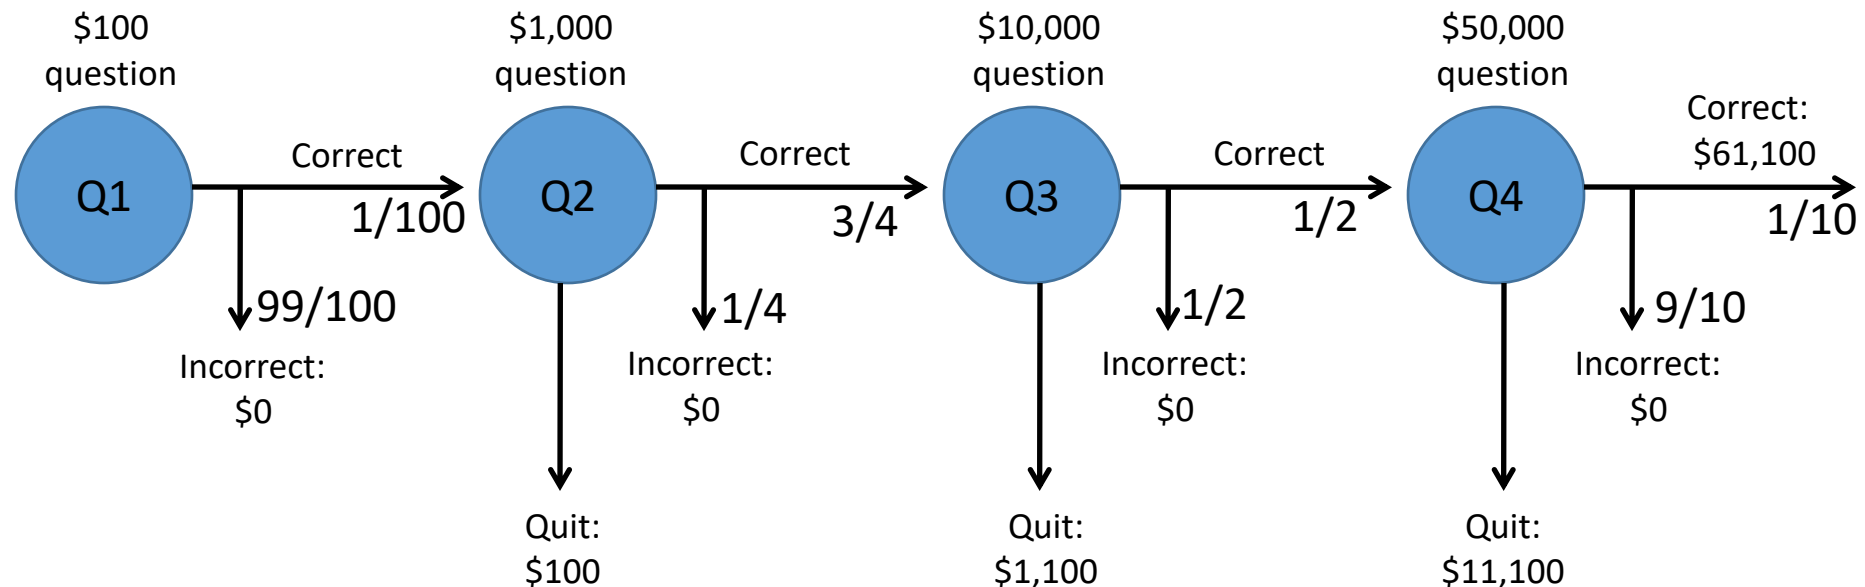 $100
question
$1,000
question
$10,000
question
$50,000
question
Q1
Correct
1/100
99/100
Incorrect:
$0
Q2
Correct
3/4
1/4
Incorrect:
$0
Quit:
$100
Q3
Correct
1/2
1/2
Incorrect:
$0
Quit:
$1,100
Q4
Correct:
$61,100
1/10
9/10
Incorrect:
$0
Quit:
$11,100